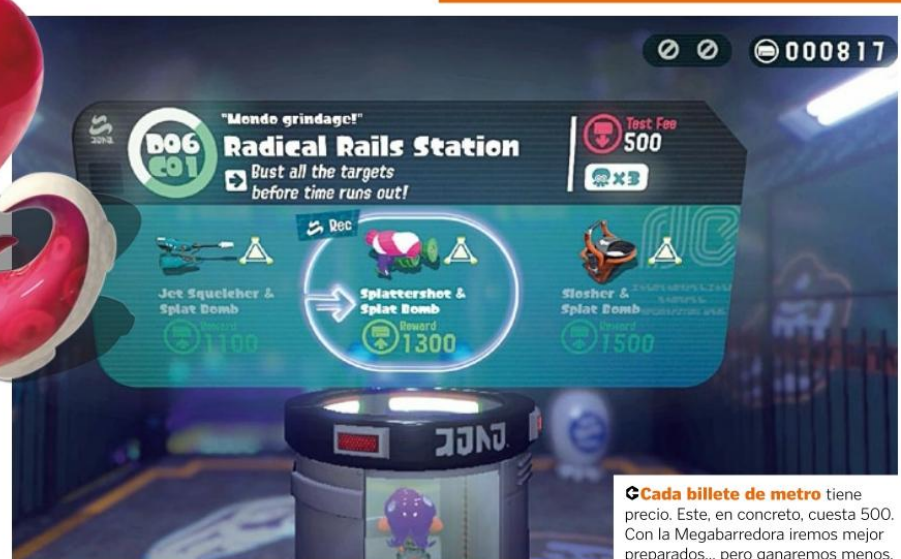 000817
"Mondo grindage!"
B06
C01
Radical Rails Station
Bust all the targets
before time runs out!
Test Fee
500
x3
Rec
Jet Squelcher &
Splat Bomb
Reward
1100
Splattershot &
Splat Bomb
Reward
1300
Slosher &
Splat Bomb
Reward
1500
Cada billete de metro tiene
precio. Este, en concreto, cuesta 500.
Con la Megabarredora iremos mejor
preparados... pero ganaremos menos.